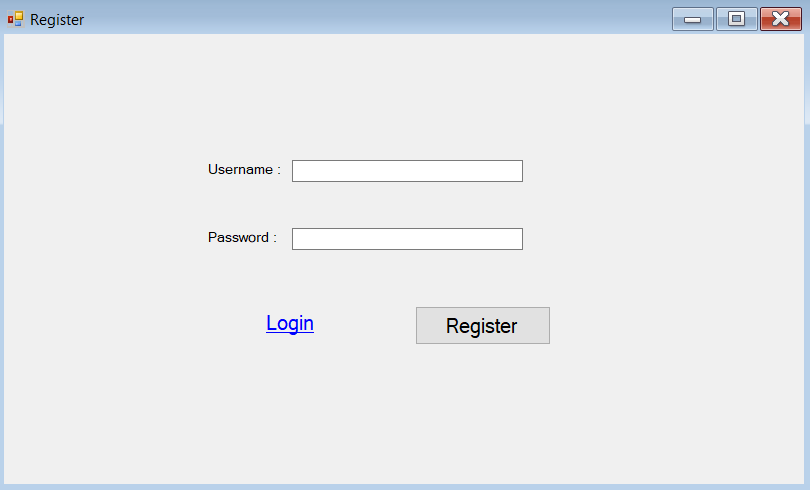 Register
Username :
Password :
Login
Register